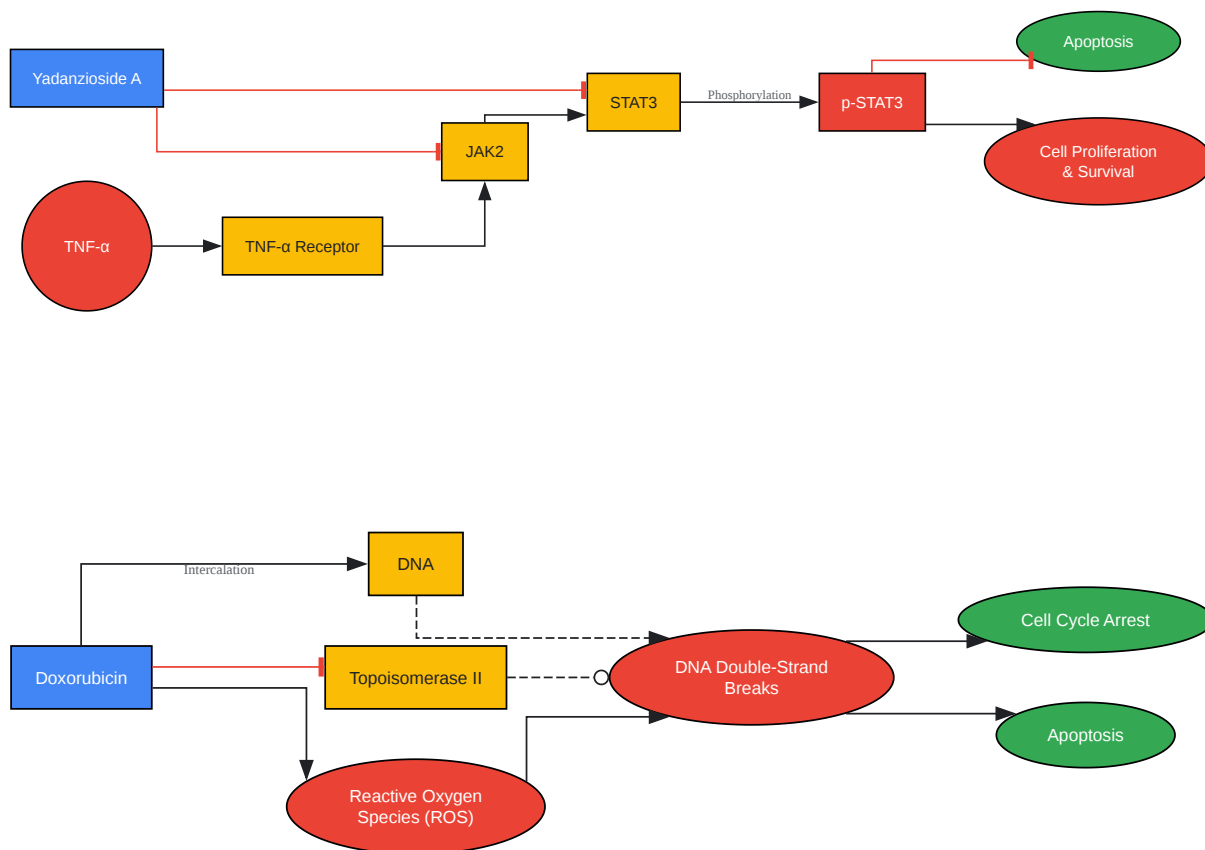 Apoptosis
Yadanzioside A
STAT3
Phosphorylation
p-STAT3
JAK2
Cell Proliferation
& Survival
TNF-α
TNF-α Receptor
DNA
Intercalation
Cell Cycle Arrest
Doxorubicin
Topoisomerase II
DNA Double-Strand
Breaks
Apoptosis
Reactive Oxygen
Species (ROS)